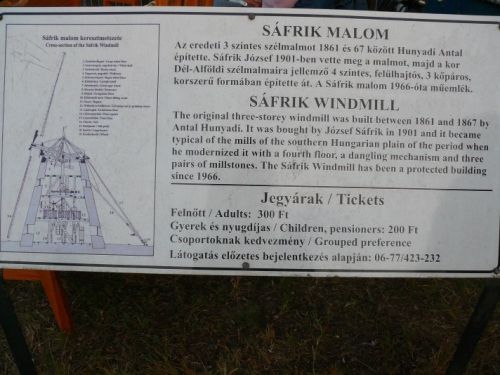 Sáfrik malom keresztmetszete
Cross-section of the Sáfrik Windmill
SÁFRIK MALOM
Az eredeti 3 szintes szélmalmot 1861 és 67 között Hunyadi Antal
építette. Sáfrik József 1901-ben vette meg a malmot, majd a kor
Dél-Alföldi szélmalmaira jellemző 4 szintes, felülhajtós, 3 kőpáros,
korszerű formában építette át. A Sáfrik malom 1966-óta műemlék.
SÁFRIK WINDMILL
The original three-storey windmill was built between 1861 and 1867 by
Antal Hunyadi. It was bought by József Sáfrik in 1901 and it became
typical of the mills of the southern Hungarian plain of the period when
he modernized it with a fourth floor, a dangling mechanism and three
pairs of millstones. The Sáfrik Windmill has been a protected building
since 1966.
Jegyárak / Tickets
Felnőtt / Adults: 300 Ft
Gyerek és nyugdíjas / Children, pensioners: 200 Ft
Csoportoknak kedvezmény / Grouped preference
Látogatás előzetes bejelentkezés alapján: 06-77/423-232